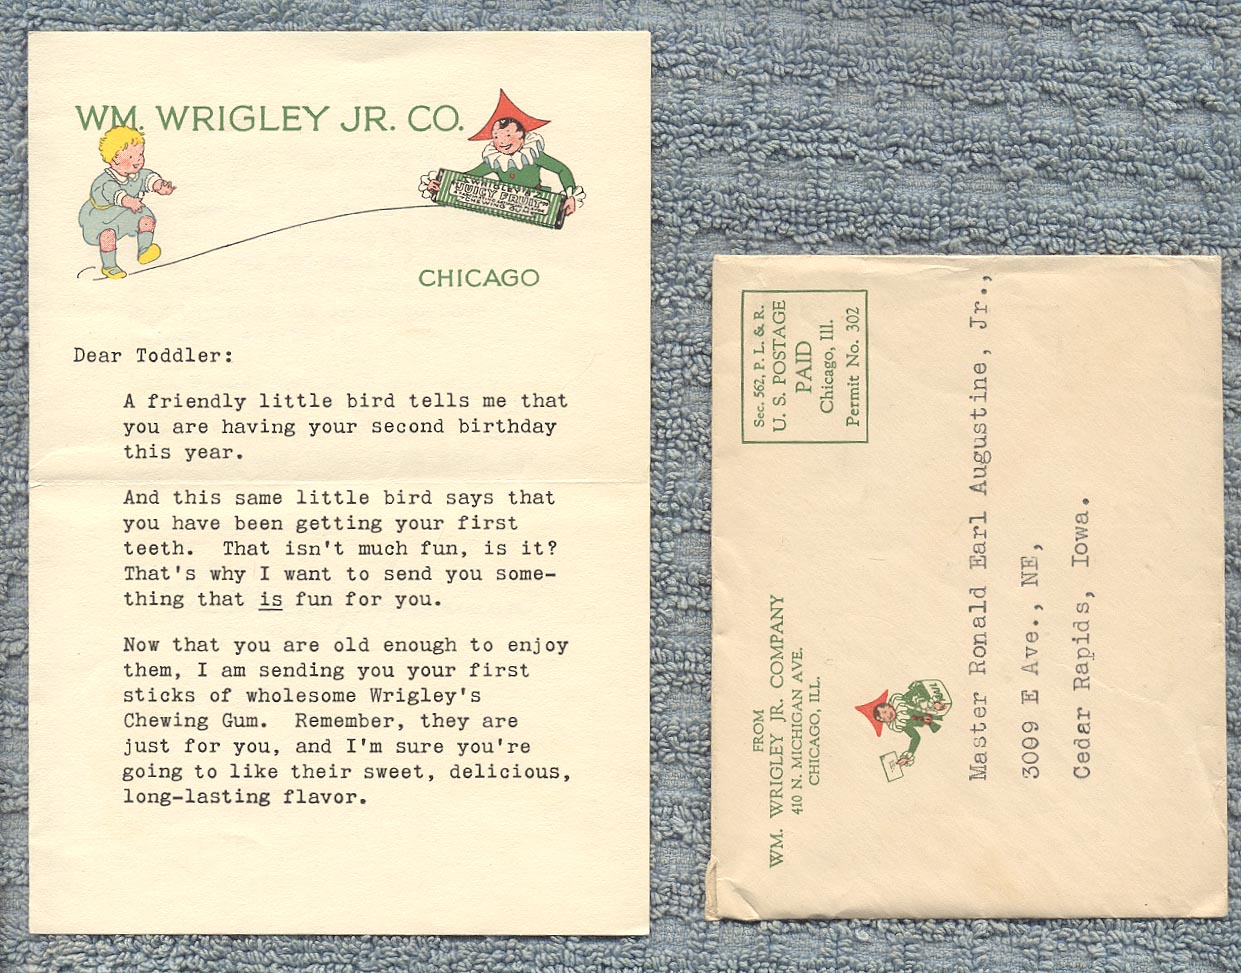 WM. WRIGLEY JR. CO.
WRIGLEY'S
JUICY FRUIT
CHEWING GUM
CHICAGO
Dear Toddler:
A friendly little bird tells me that
you are having your second birthday
this year.
And this same little bird says that
you have been getting your first
teeth. That isn't much fun, is it?
That's why I want to send you some-
thing that is fun for you.
Now that you are old enough to enjoy
them, I am sending you your first
sticks of wholesome Wrigley's
Chewing Gum. Remember, they are
just for you, and I'm sure you're
going to like their sweet, delicious,
long-lasting flavor.
FROM
WM. WRIGLEY JR. COMPANY
410 N. MICHIGAN AVE.
CHICAGO, ILL.
Sec. 562, P. L. & R.
U. S. POSTAGE
PAID
Chicago, Ill.
Permit No. 302
MAIL
Master Ronald Earl Augustine, Jr.,
3009 E Ave., NE,
Cedar Rapids, Iowa.